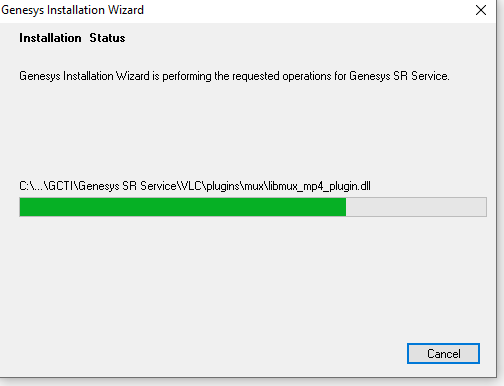 Genesys Installation Wizard
Installation Status
Genesys Installation Wizard is performing the requested operations for Genesys SR Service.
C:\...\GCTI\Genesys SR Service\VLC\plugins\mux\libmux_mp4_plugin.dll
Cancel